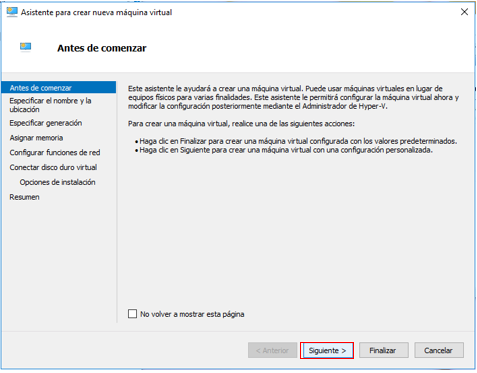 Asistente para crear nueva máquina virtual
Antes de comenzar
Antes de comenzar
Especificar el nombre y la
ubicación
Especificar generación
Asignar memoria
Configurar funciones de red
Conectar disco duro virtual
Opciones de instalación
Resumen
Este asistente le ayudará a crear una máquina virtual. Puede usar máquinas virtuales en lugar de
equipos físicos para varias finalidades. Este asistente le permitirá configurar la máquina virtual ahora y
modificar la configuración posteriormente mediante el Administrador de Hyper-V.
Para crear una máquina virtual, realice una de las siguientes acciones:
• Haga clic en Finalizar para crear una máquina virtual configurada con los valores predeterminados.
• Haga clic en Siguiente para crear una máquina virtual con una configuración personalizada.
No volver a mostrar esta página
< Anterior
Siguiente >
Finalizar
Cancelar